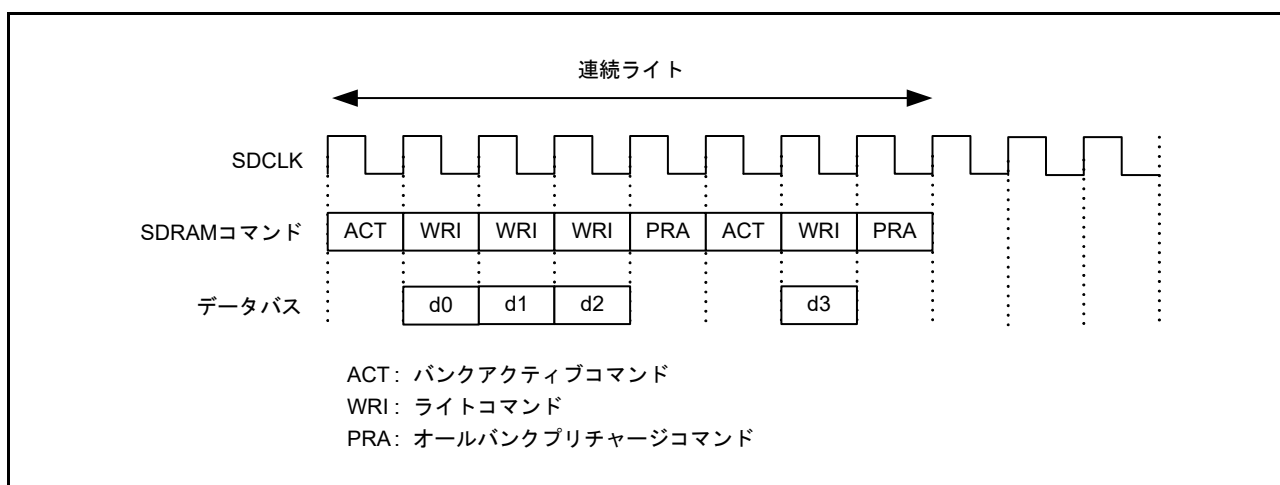 連続ライト
SDCLK
SDRAMコマンド ACT WRI WRI WRI PRA ACT WRI PRA
データバス d0 d1 d2 d3
ACT : バンクアクティブコマンド
WRI : ライトコマンド
PRA : オールバンクプリチャージコマンド